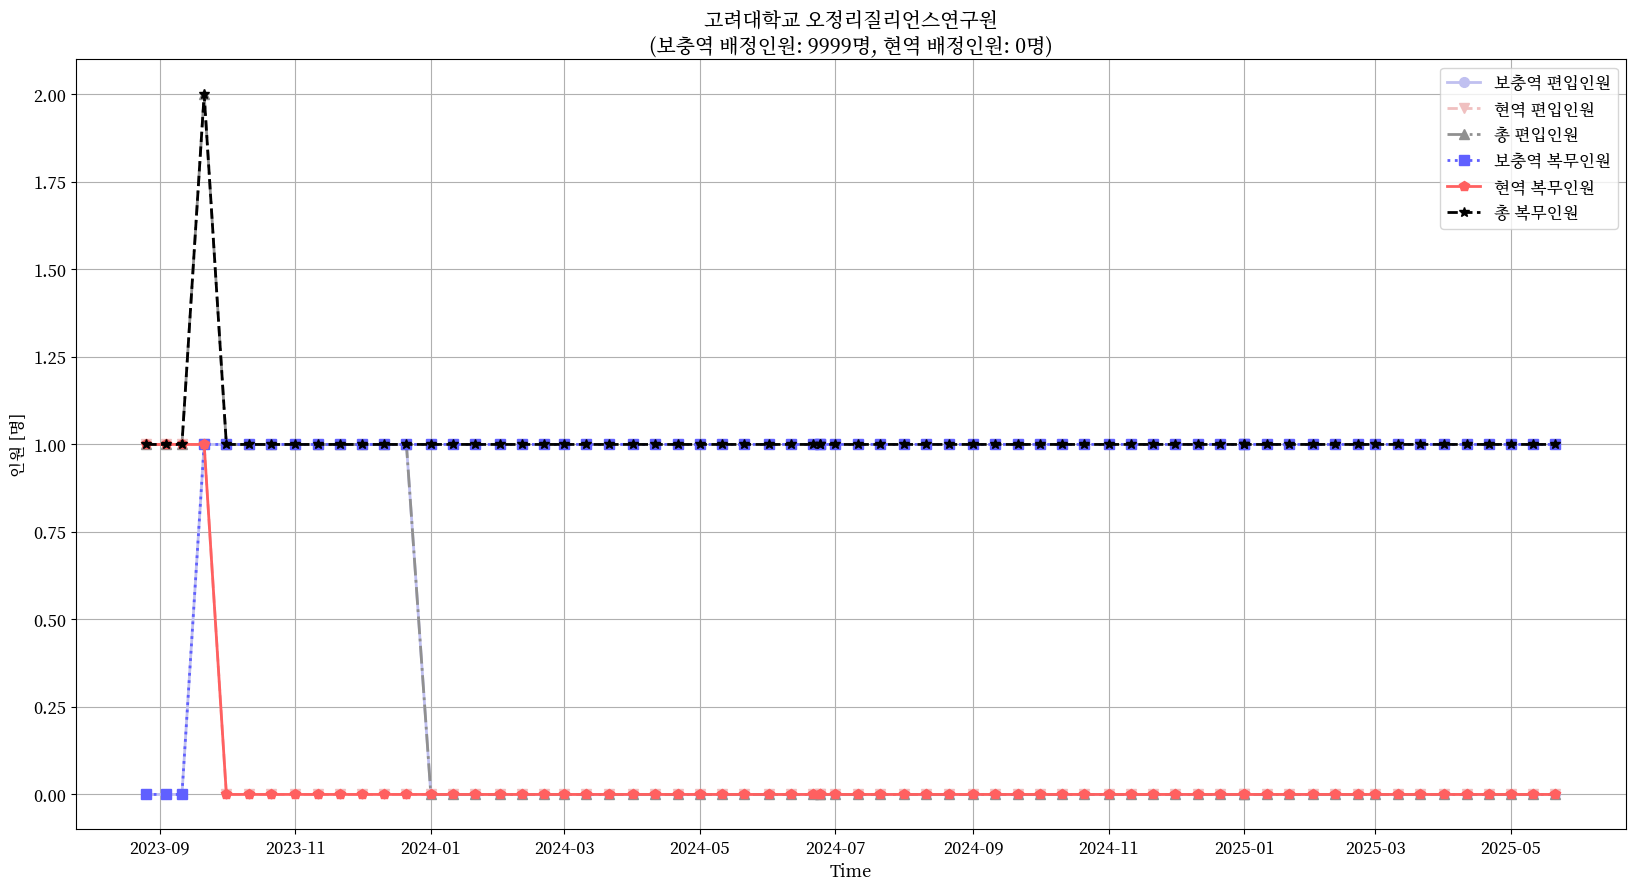 고려대학교 오정리질리언스연구원
(보충역 배정인원: 9999명, 현역 배정인원: 0명)
보충역 편입인원
현역 편입인원
총 편입인원
보충역 복무인원
현역 복무인원
총 복무인원
2.00
1.75
1.50
1.25
1.00
0.75
0.50
0.25
0.00
인원 [명]
2023-09
2023-11
2024-01
2024-03
2024-05
2024-07
2024-09
2024-11
2025-01
2025-03
2025-05
Time